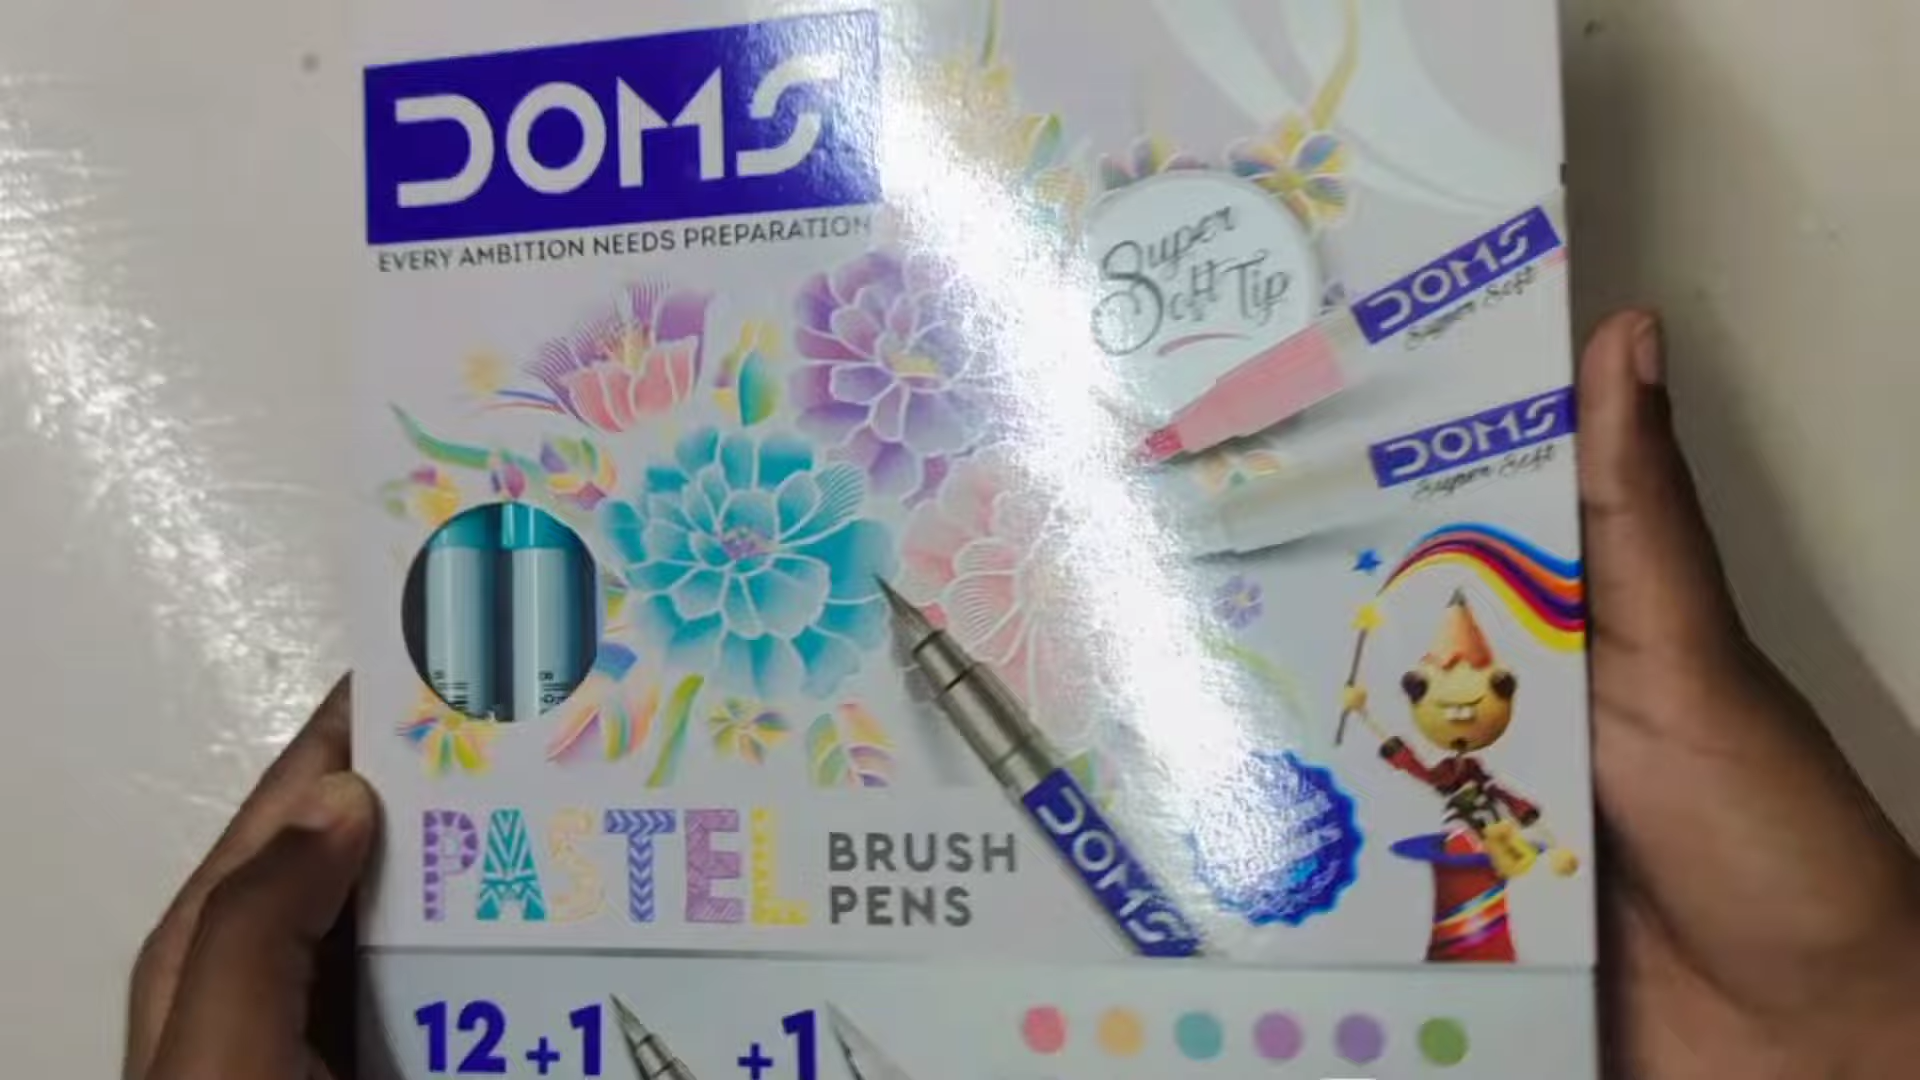 DOMS
EVERY AMBITION NEEDS PREPARATION
Super
Soft Tip
DOMS
Super Soft
DOMS
Super Soft
DOMS
PASTEL
BRUSH
PENS
12+1
+1